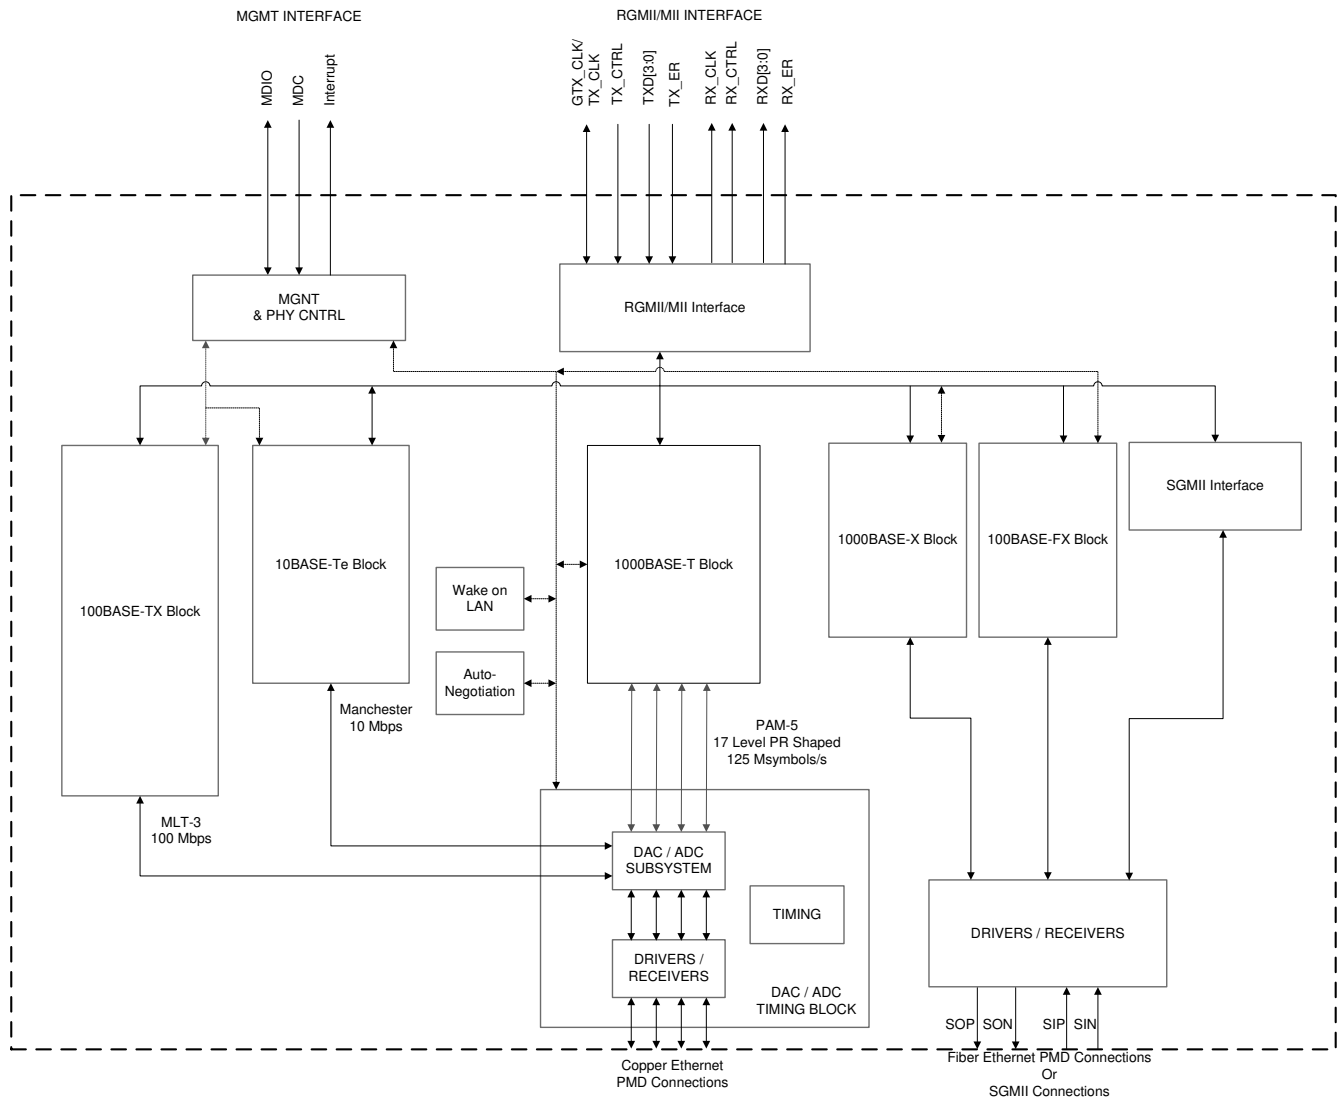 MGMT INTERFACE
RGMII/MII INTERFACE
MDIO
MDC
Interrupt
GTX_CLK/
TX_CLK
TX_CTRL
TXD[3:0]
TX_ER
RX_CLK
RX_CTRL
RXD[3:0]
RX_ER
MGNT
& PHY CNTRL
RGMII/MII Interface
100BASE-TX Block
10BASE-Te Block
1000BASE-T Block
1000BASE-X Block
100BASE-FX Block
SGMII Interface
Wake on
LAN
Auto-
Negotiation
Manchester
10 Mbps
PAM-5
17 Level PR Shaped
125 Msymbols/s
MLT-3
100 Mbps
DAC / ADC
SUBSYSTEM
TIMING
DRIVERS /
RECEIVERS
DAC / ADC
TIMING BLOCK
DRIVERS / RECEIVERS
SOP
SON
SIP
SIN
Copper Ethernet
PMD Connections
Fiber Ethernet PMD Connections
Or
SGMII Connections